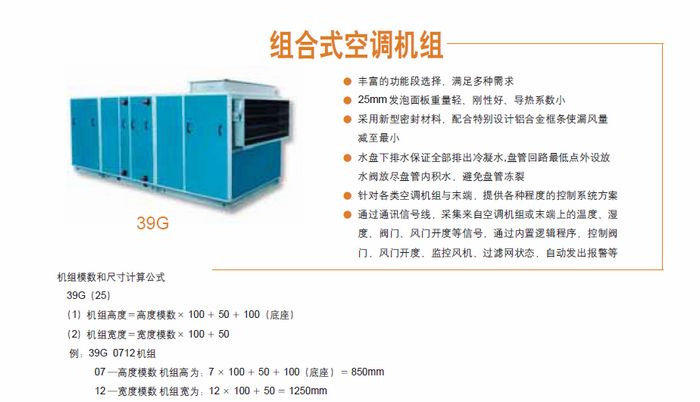 组合式空调机组
丰富的功能段选择，满足多种需求
25mm发泡面板重量轻、刚性好、导热系数小
采用新型密封材料，配合特别设计铝合金框条使漏风量
减至最小
水盘下排水保证全部排出冷凝水,盘管回路最低点外设放
水阀放尽盘管内积水，避免盘管冻裂
针对各类空调机组与末端，提供各种程度的控制系统方案
通过通讯信号线，采集来自空调机组或末端上的温度、湿
度、阀门、风门开度等信号，通过内置逻辑程序，控制阀
门、风门开度、监控风机、过滤网状态，自动发出报警等
39G
机组模数和尺寸计算公式
39G（25）
（1）机组高度＝高度模数× 100 + 50 + 100（底座）
（2）机组宽度＝宽度模数× 100 + 50
例：39G 0712机组
07 —高度模数 机组高为：7 × 100 + 50 + 100（底座）＝ 850mm
12—宽度模数 机组宽为：12 × 100 + 50 = 1250mm